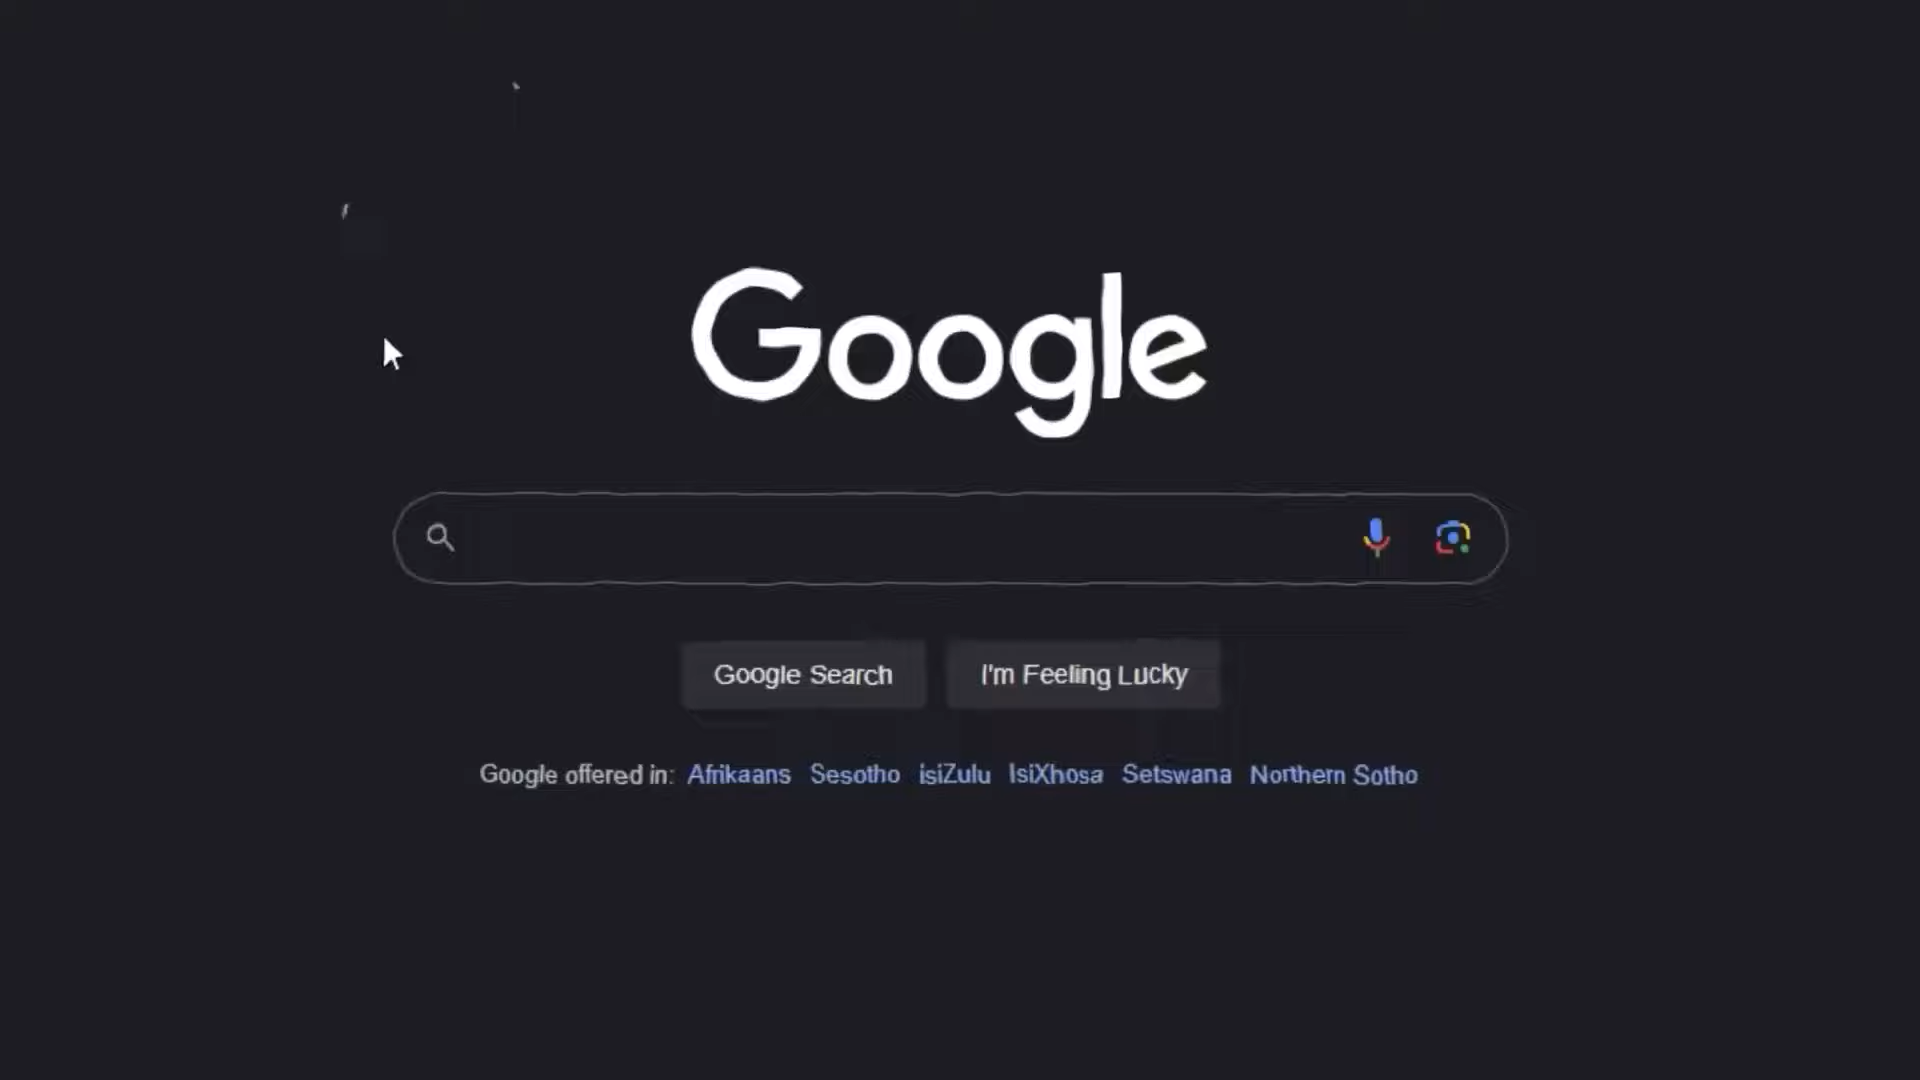 Google
Google Search I'm Feeling Lucky
Google offered in: Afrikaans Sesotho isiZulu IsiXhosa Setswana Northern Sotho